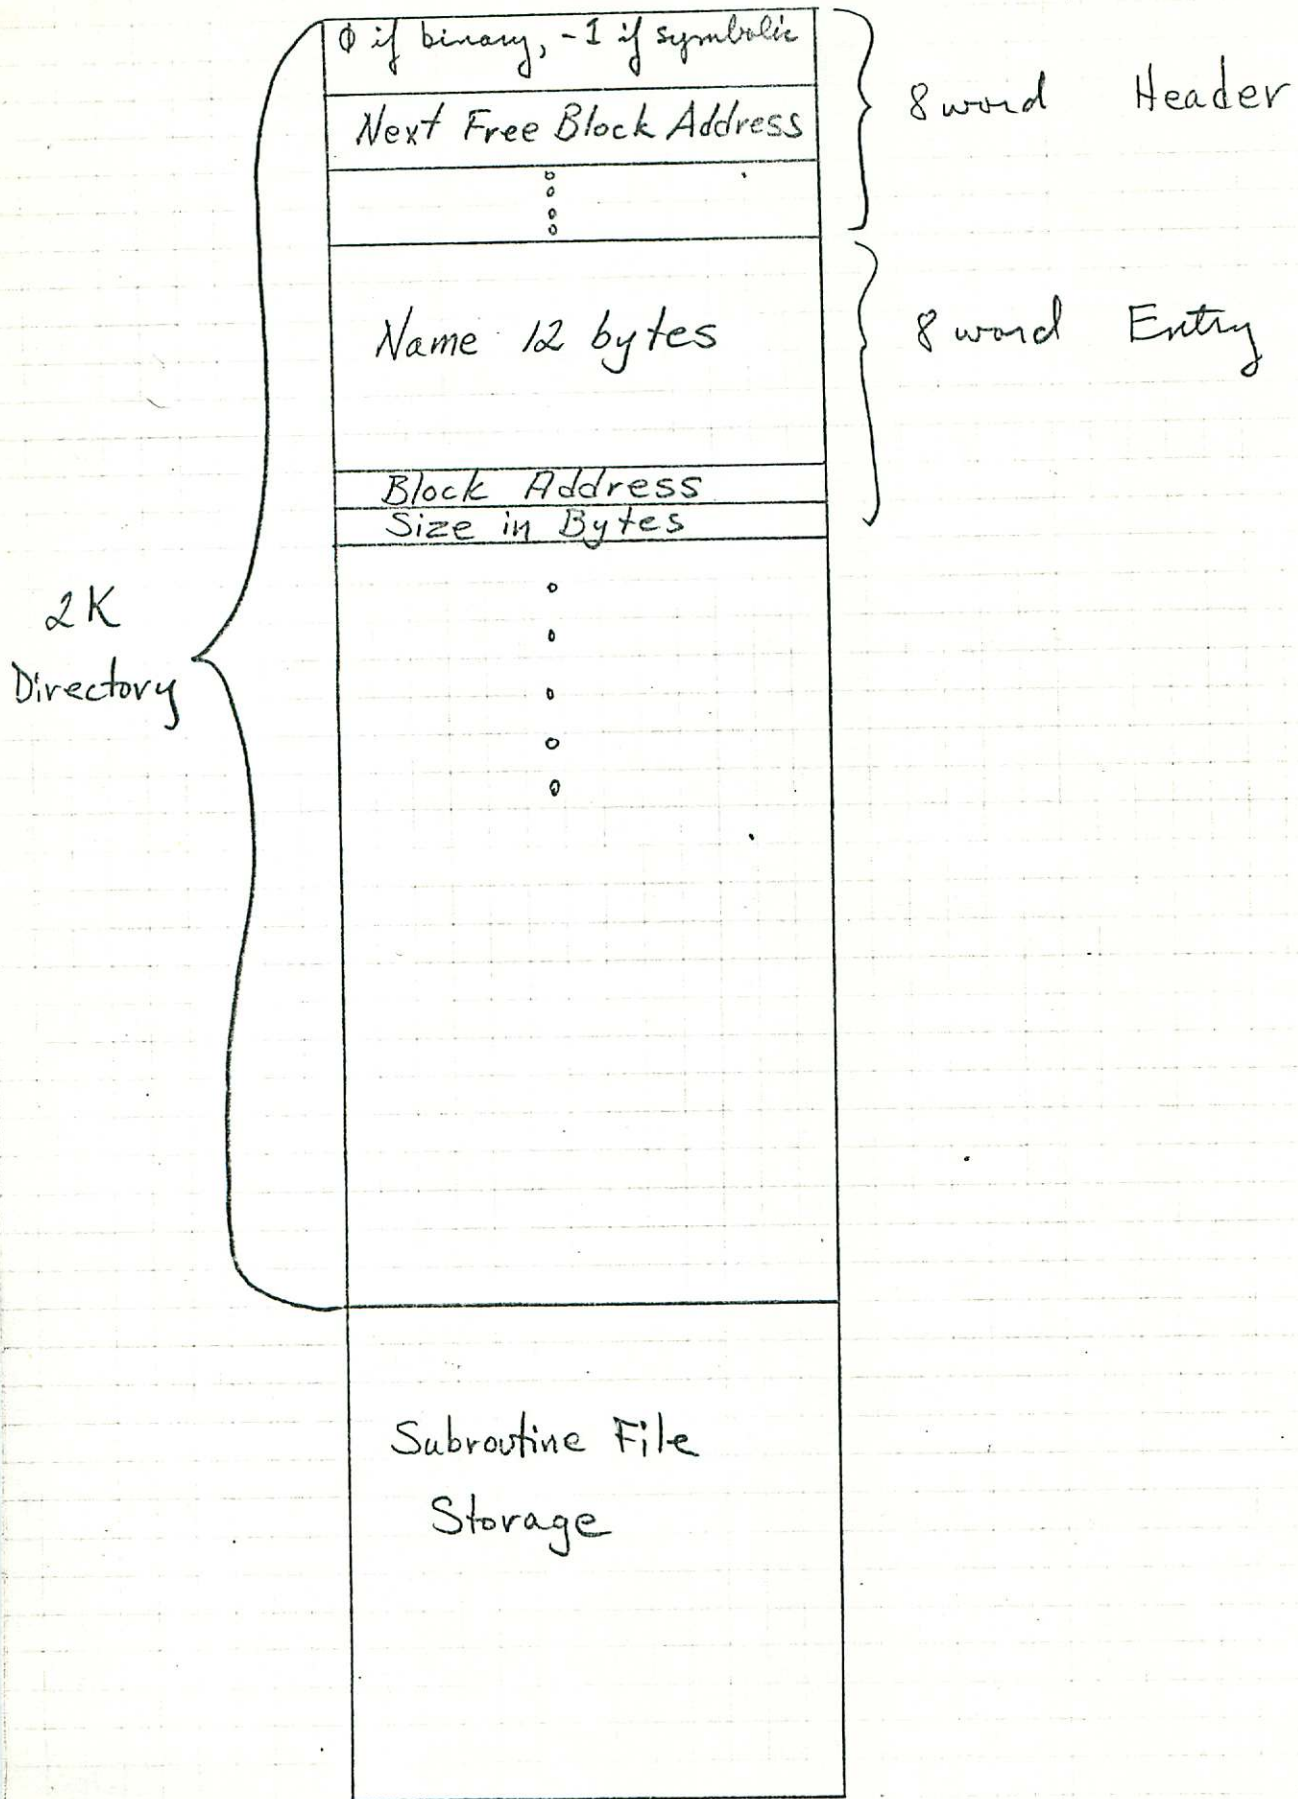 0 if binary, -1 if symbolic
8 word Header
Next Free Block Address
Name 12 bytes
8 word Entry
Block Address
Size in Bytes
2K
Directory
Subroutine File
Storage